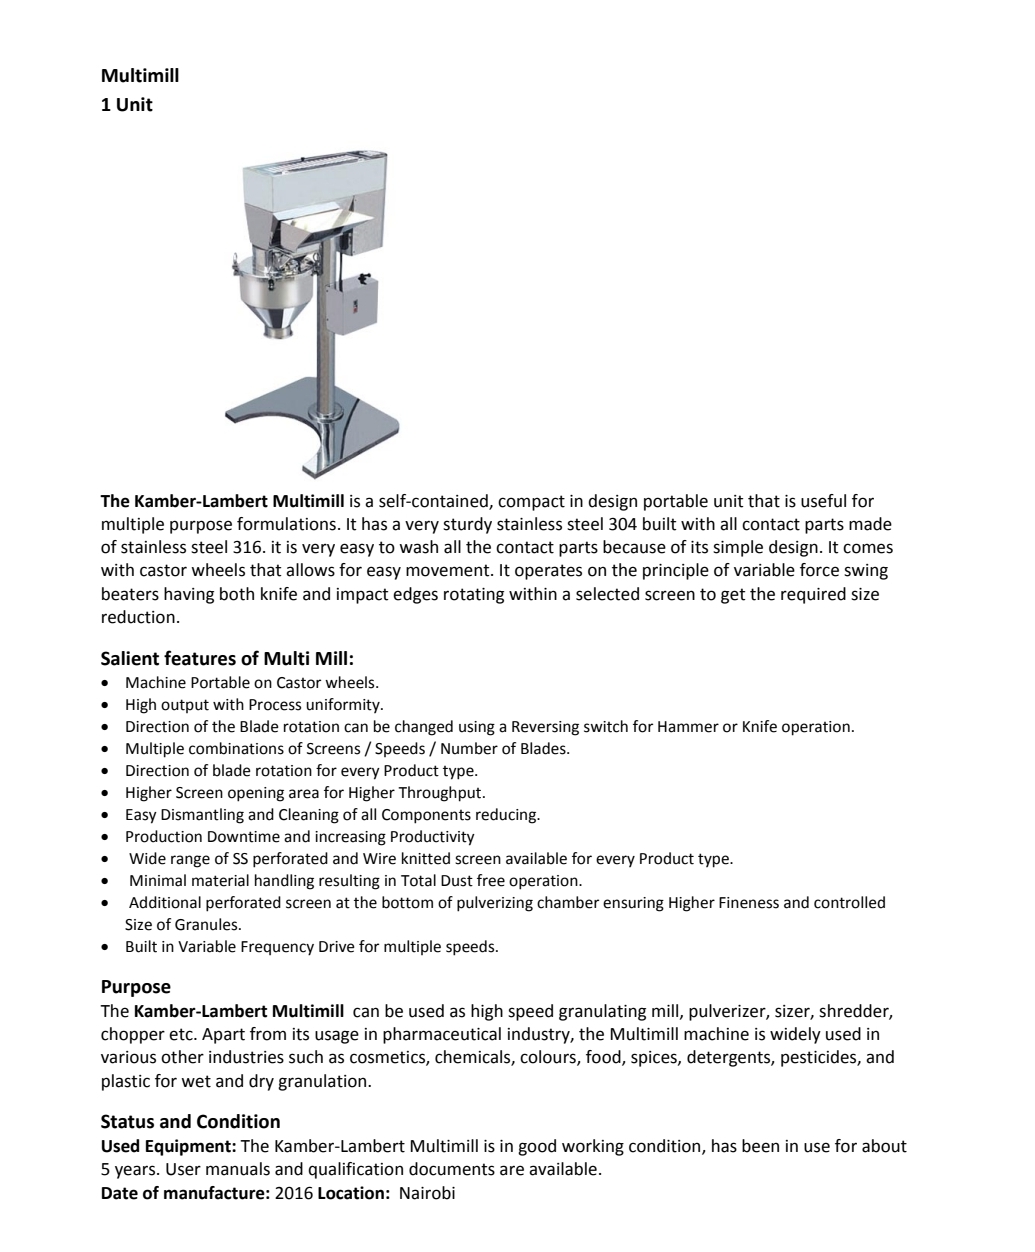 Multimill
1 Unit
The Kamber-Lambert Multimill is a self-contained, compact in design portable unit that is useful for
multiple purpose formulations. It has a very sturdy stainless steel 304 built with all contact parts made
of stainless steel 316. it is very easy to wash all the contact parts because of its simple design. It comes
with castor wheels that allows for easy movement. It operates on the principle of variable force swing
beaters having both knife and impact edges rotating within a selected screen to get the required size
reduction.
Salient features of Multi Mill:
• Machine Portable on Castor wheels.
• High output with Process uniformity.
• Direction of the Blade rotation can be changed using a Reversing switch for Hammer or Knife operation.
• Multiple combinations of Screens / Speeds / Number of Blades.
• Direction of blade rotation for every Product type.
• Higher Screen opening area for Higher Throughput.
• Easy Dismantling and Cleaning of all Components reducing.
• Production Downtime and increasing Productivity
• Wide range of SS perforated and Wire knitted screen available for every Product type.
• Minimal material handling resulting in Total Dust free operation.
• Additional perforated screen at the bottom of pulverizing chamber ensuring Higher Fineness and controlled
Size of Granules.
• Built in Variable Frequency Drive for multiple speeds.
Purpose
The Kamber-Lambert Multimill can be used as high speed granulating mill, pulverizer, sizer, shredder,
chopper etc. Apart from its usage in pharmaceutical industry, the Multimill machine is widely used in
various other industries such as cosmetics, chemicals, colours, food, spices, detergents, pesticides, and
plastic for wet and dry granulation.
Status and Condition
Used Equipment: The Kamber-Lambert Multimill is in good working condition, has been in use for about
5 years. User manuals and qualification documents are available.
Date of manufacture: 2016 Location: Nairobi